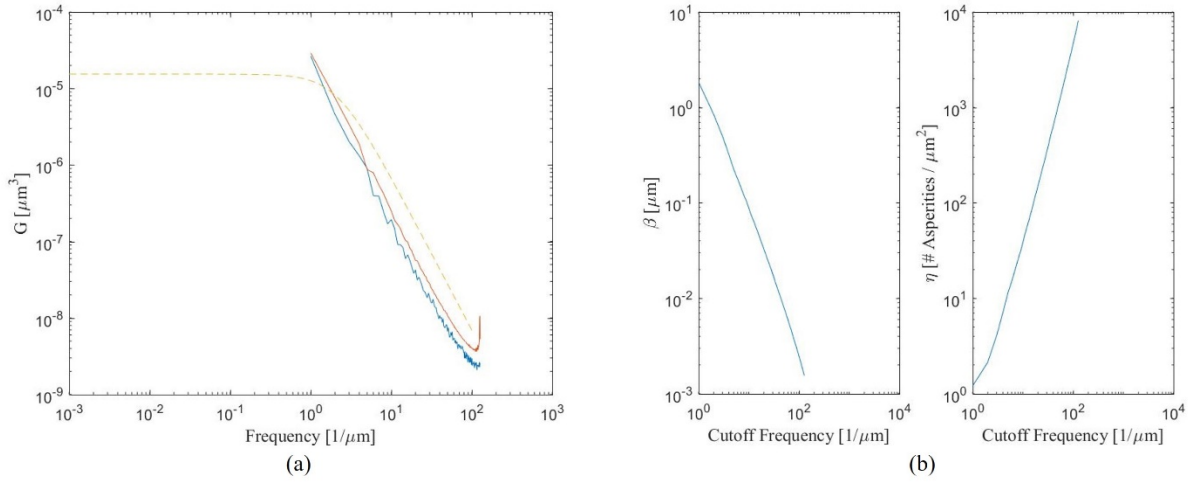 10^-4
10^-5
10^-6
10^-7
10^-8
10^-9
G [μm^3]
10^-3 10^-2 10^-1 10^0 10^1 10^2 10^3
Frequency [1/μm]
(a)
10^1
10^0
10^-1
10^-2
10^-3
β [μm]
10^0 10^2 10^4
Cutoff Frequency [1/μm]
10^4
10^3
10^2
10^1
10^0
η [# Asperities / μm^2]
10^0 10^2 10^4
Cutoff Frequency [1/μm]
(b)